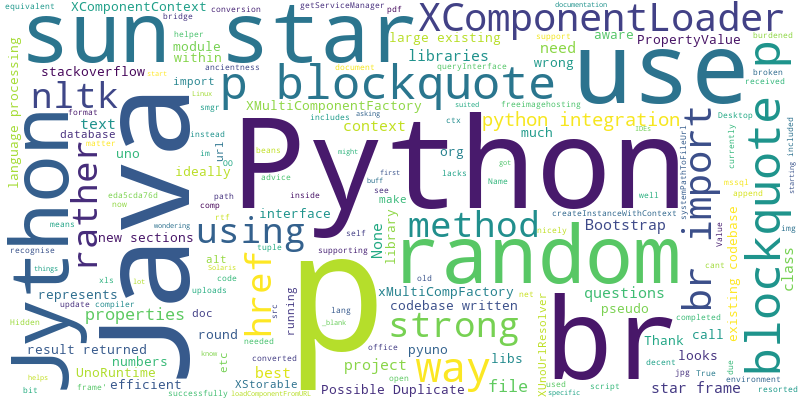 equivalent XComponentContext conversion getServiceManager pdf documentation
bridge XComponentLoader burdened
sun star large existing aware need support PropertyValue
helper module within libraries wrong broken received
stackoverflow ancientness document queryInterface
p blockquote use
nltk import smgr XMultiComponentFactory suited freeimagehosting Desktop
language processing format Linux includes context ctx asking python integration IDEs
database text instead url much
java Python
jython rather uno im OO beans might org lacks got Name currently
ideally eda5cda76d advice buff first see well
now path inside make createInstanceWithContext
means comp rtf interface self None method Bootstrap
new sections using tuple supporting library nicely
recognise wondering random
represents alt Solaris href old xMultiCompFactory questions
things xls code src running lang codebase written pseudo
update compiler lot uploads _blank net
properties doc p strong XUnoUrlResolver br
Hidden round etc needed office call
result returned pyuno libs Thank looks
numbers know best converted way project decent
frame' UnoRuntime open file used jpg True
bit efficient XStorable script star frame
helps successfully loadComponentFromURL Possible Duplicate specific
br import systemPathToFileUrl
existing codebase mssql append Value cant due
blockquote p class img starting included
completed environment resorted
matter start